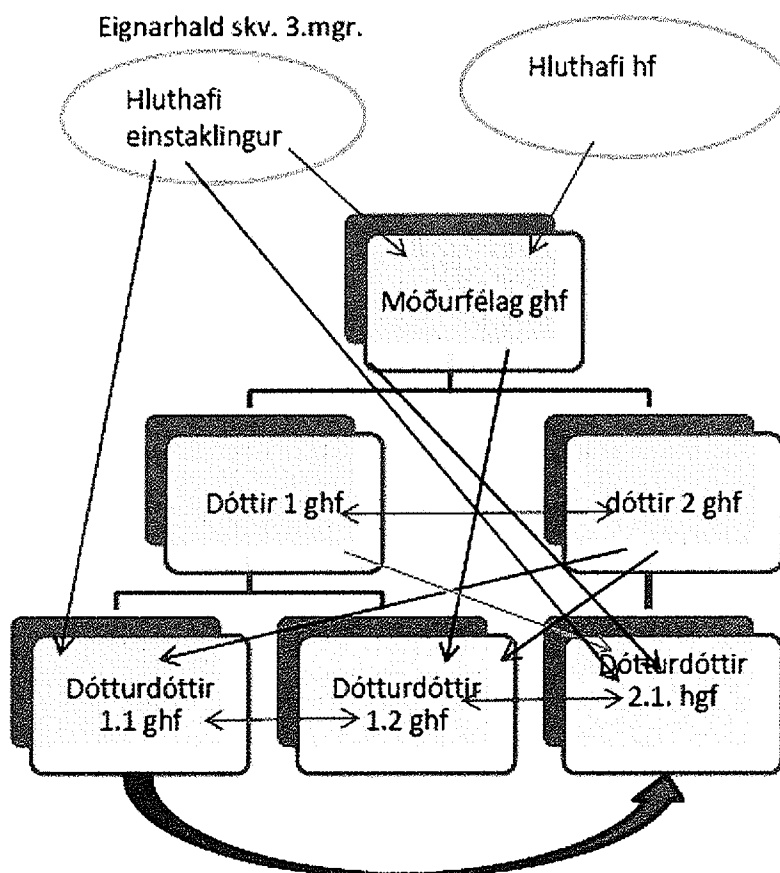 Eignarhald skv. 3.mgr.
Hluthafi hf
Hluthafi
einstaklingur
Móðurfélag ghf
Dóttir 1 ghf
dóttir 2 ghf
Dótturdóttir
1.1 ghf
Dótturdóttir
1.2 ghf
Dótturdóttir
2.1. hgf